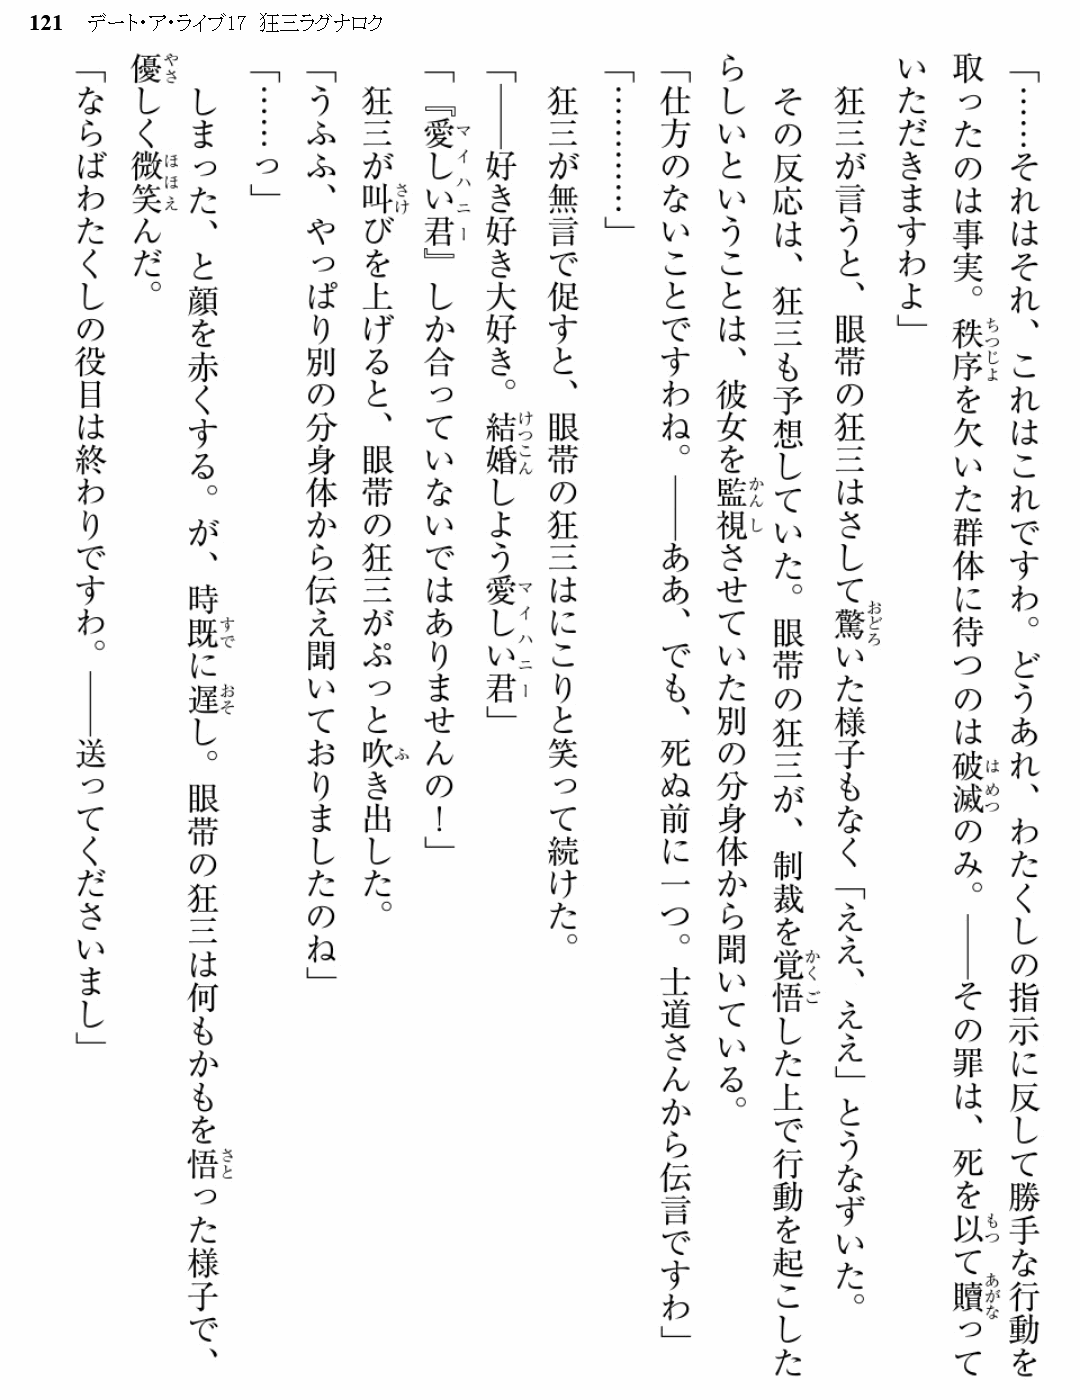 121 デート・ア・ライブ17 狂三ラグナロク
「……それはそれ、これはこれですわ。どうあれ、わたくしの指示に反して勝手な行動を
取ったのは事実。秩序を欠いた群体に待つのは破滅のみ。――その罪は、死を以て贖って
いただきますわよ」
狂三が言うと、眼帯の狂三はさして驚いた様子もなく「ええ、ええ」とうなずいた。
その反応は、狂三も予想していた。眼帯の狂三が、制裁を覚悟した上で行動を起こした
らしいということは、彼女を監視させていた別の分身体から聞いている。
「仕方のないことですわね。――ああ、でも、死ぬ前に一つ。士道さんから伝言ですわ」
「…………」
狂三が無言で促すと、眼帯の狂三はにこりと笑って続けた。
「――好き好き大好き。結婚しよう愛しい君」
「『愛しい君』しか合っていないではありませんの！」
狂三が叫びを上げると、眼帯の狂三がぷっと吹き出した。
「うふふ、やっぱり別の分身体から伝え聞いておりましたのね」
「……っ」
しまった、と顔を赤くする。が、時既に遅し。眼帯の狂三は何もかもを悟った様子で、
優しく微笑んだ。
「ならばわたくしの役目は終わりですわ。――送ってくださいまし」